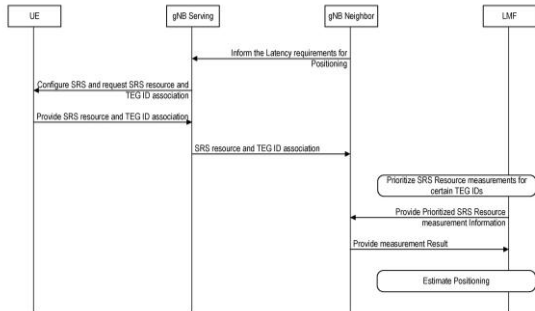 UE
gNB Serving
gNB Neighbor
LMF
Inform the Latency requirements for
Positioning
Configure SRS and request SRS resource and
TEG ID association
Provide SRS resource and TEG ID association
SRS resource and TEG ID association
Prioritize SRS Resource measurements for
certain TEG IDs
Provide Prioritized SRS Resource
measurement Information
Provide measurement Result
Estimate Positioning